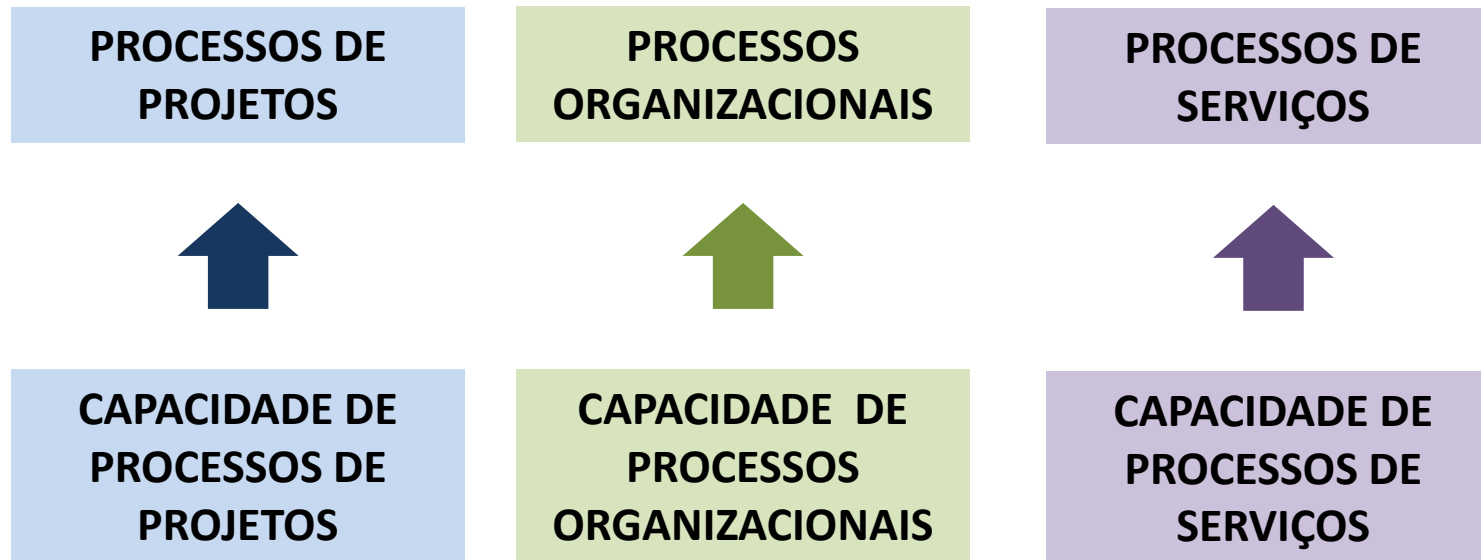 PROCESSOS DE
PROJETOS
PROCESSOS
ORGANIZACIONAIS
PROCESSOS DE
SERVIÇOS
CAPACIDADE DE
PROCESSOS DE
PROJETOS
CAPACIDADE DE
PROCESSOS
ORGANIZACIONAIS
CAPACIDADE DE
PROCESSOS DE
SERVIÇOS